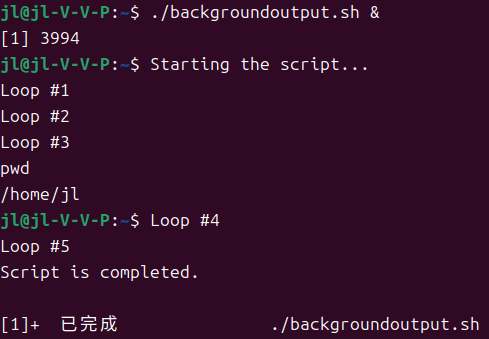 jl@jl-V-V-P:~$ ./backgroundoutput.sh &
[1] 3994
jl@jl-V-V-P:~$ Starting the script...
Loop #1
Loop #2
Loop #3
pwd
/home/jl
jl@jl-V-V-P:~$ Loop #4
Loop #5
Script is completed.
[1]+  已完成               ./backgroundoutput.sh